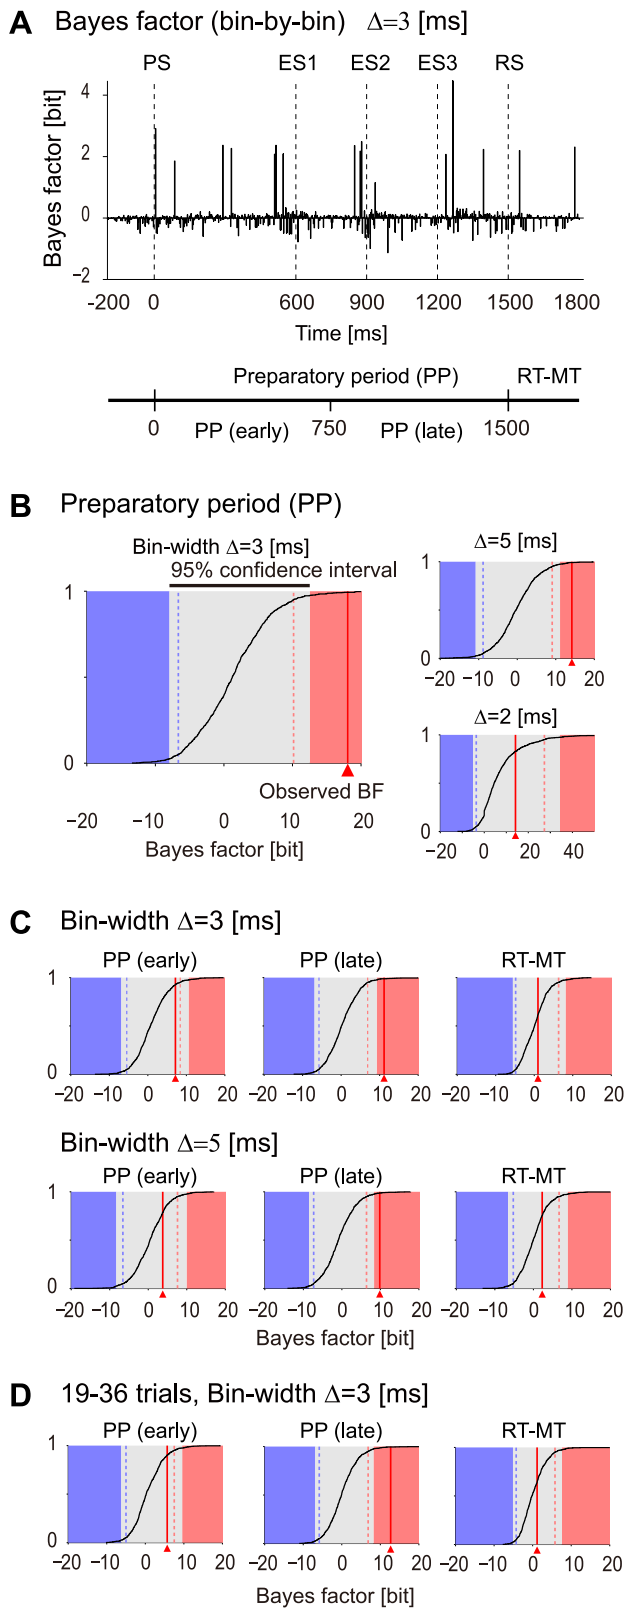 A Bayes factor (bin-by-bin) Δ=3 [ms]
PS ES1 ES2 ES3 RS
Bayes factor [bit]
4
2
0
−2
-200 0 600 900 1200 1500 1800
Time [ms]
Preparatory period (PP) RT-MT
0 PP (early) 750 PP (late) 1500
B Preparatory period (PP)
Bin-width Δ=3 [ms]
95% confidence interval
1
0
Observed BF
−20 −10 0 10 20
Bayes factor [bit]
Δ=5 [ms]
1
0
−20 −10 0 10 20
Δ=2 [ms]
1
0
−20 0 20 40
C Bin-width Δ=3 [ms]
PP (early) PP (late) RT-MT
1
0
−20 −10 0 10 20 −20 −10 0 10 20 −20 −10 0 10 20
Bin-width Δ=5 [ms]
PP (early) PP (late) RT-MT
1
0
−20 −10 0 10 20 −20 −10 0 10 20 −20 −10 0 10 20
Bayes factor [bit]
D 19-36 trials, Bin-width Δ=3 [ms]
PP (early) PP (late) RT-MT
1
0
−20 −10 0 10 20 −20 −10 0 10 20 −20 −10 0 10 20
Bayes factor [bit]